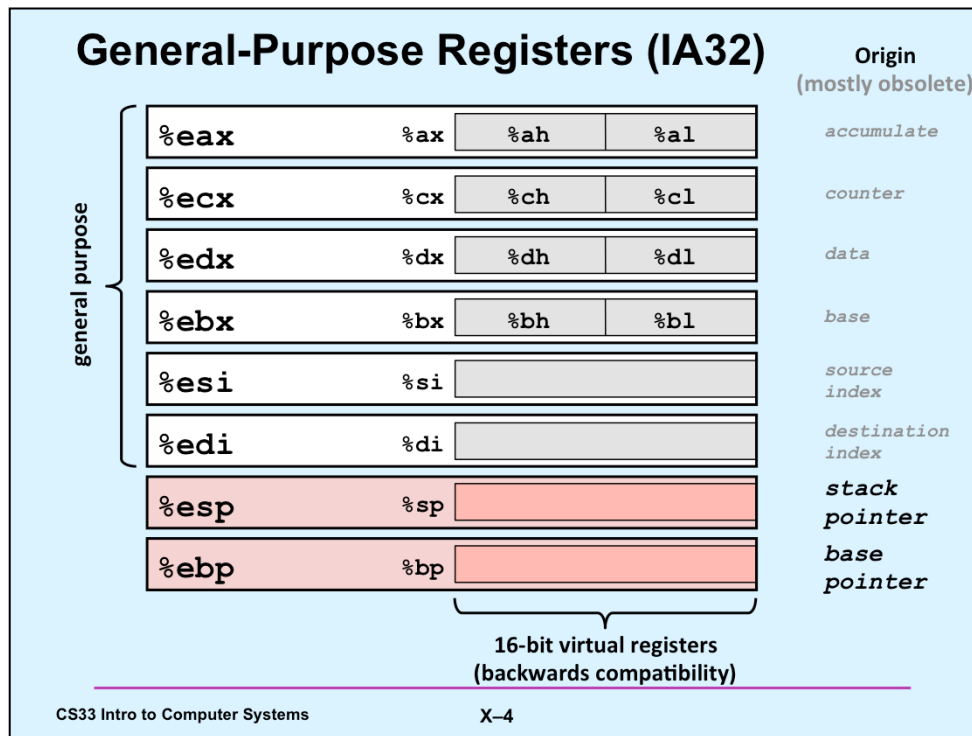 General-Purpose Registers (IA32)
Origin
(mostly obsolete)
general purpose
%eax %ax %ah %al accumulate
%ecx %cx %ch %cl counter
%edx %dx %dh %dl data
%ebx %bx %bh %bl base
%esi %si source
index
%edi %di destination
index
%esp %sp stack
pointer
%ebp %bp base
pointer
16-bit virtual registers
(backwards compatibility)
CS33 Intro to Computer Systems X–4